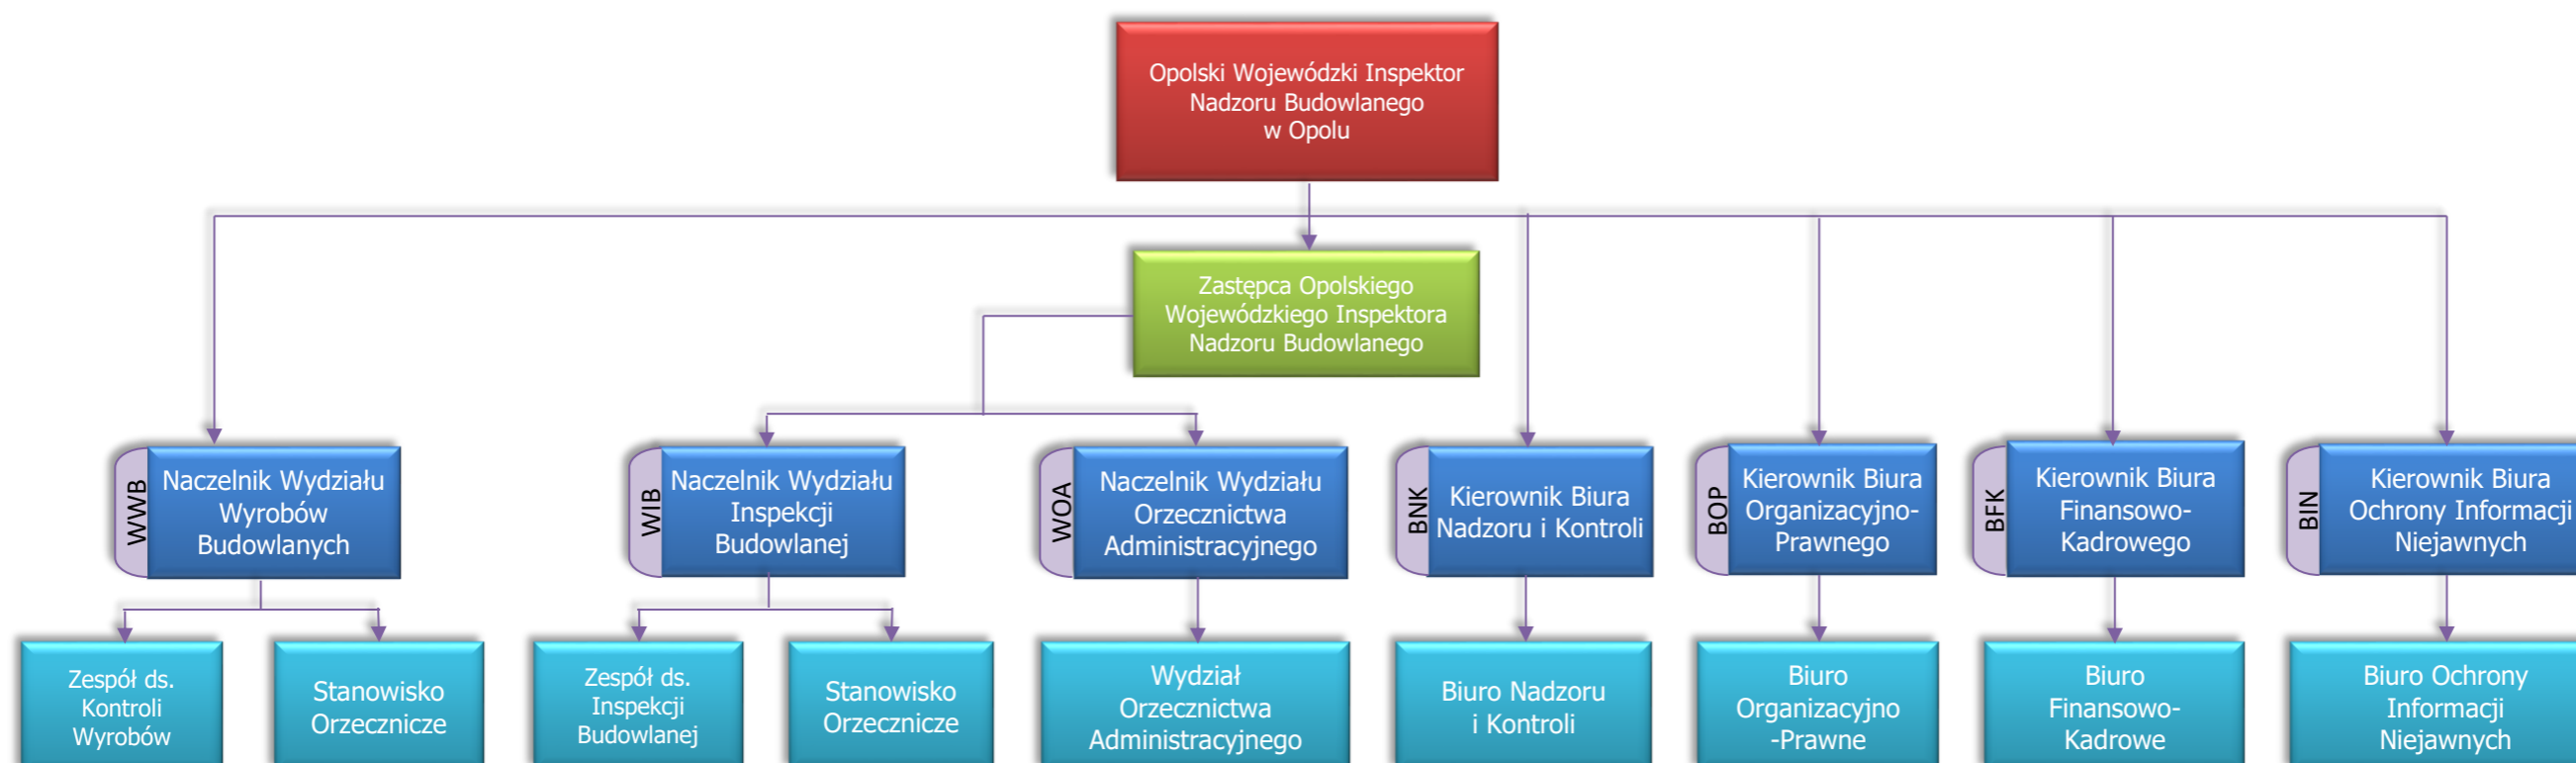 Opolski Wojewódzki Inspektor
Nadzoru Budowlanego
w Opolu
Zastępca Opolskiego
Wojewódzkiego Inspektora
Nadzoru Budowlanego
WWB
Naczelnik Wydziału
Wyrobów
Budowlanych
WIB
Naczelnik Wydziału
Inspekcji
Budowlanej
WOA
Naczelnik Wydziału
Orzecznictwa
Administracyjnego
BNK
Kierownik Biura
Nadzoru i Kontroli
BOP
Kierownik Biura
Organizacyjno-
Prawnego
BFK
Kierownik Biura
Finansowo-
Kadrowego
BIN
Kierownik Biura
Ochrony Informacji
Niejawnych
Zespół ds.
Kontroli
Wyrobów
Stanowisko
Orzecznicze
Zespół ds.
Inspekcji
Budowlanej
Stanowisko
Orzecznicze
Wydział
Orzecznictwa
Administracyjnego
Biuro Nadzoru
i Kontroli
Biuro
Organizacyjno
-Prawne
Biuro
Finansowo-
Kadrowe
Biuro Ochrony
Informacji
Niejawnych